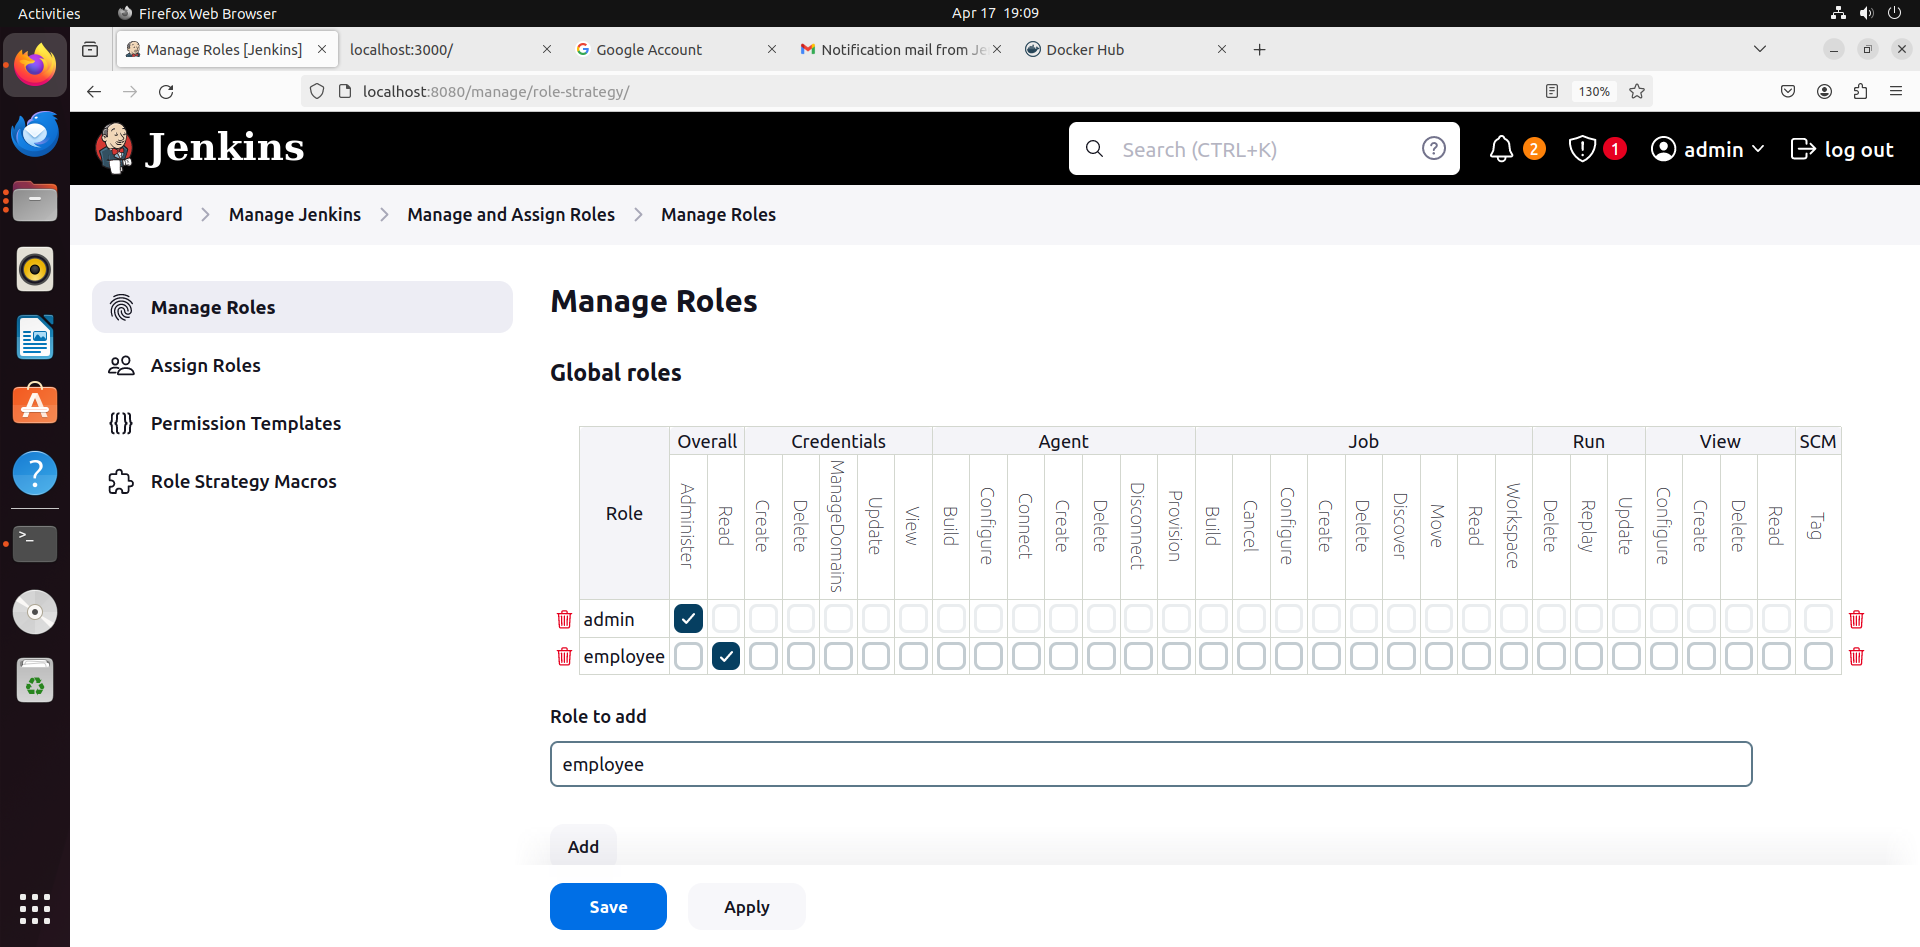 Activities
Firefox Web Browser
Apr 17 19:09
Manage Roles [Jenkins]
localhost:3000/
Google Account
Notification mail from Je
Docker Hub
localhost:8080/manage/role-strategy/
130%
Jenkins
Search (CTRL+K)
2
1
admin
log out
Dashboard
Manage Jenkins
Manage and Assign Roles
Manage Roles
Manage Roles
Assign Roles
Permission Templates
Role Strategy Macros
Manage Roles
Global roles
Role
Overall
Credentials
Agent
Job
Run
View
SCM
Administer
Read
Create
Delete
ManageDomains
Update
View
Build
Configure
Connect
Create
Delete
Disconnect
Provision
Build
Cancel
Configure
Create
Delete
Discover
Move
Read
Workspace
Delete
Replay
Update
Configure
Create
Delete
Read
Tag
admin
employee
Role to add
employee
Add
Save
Apply